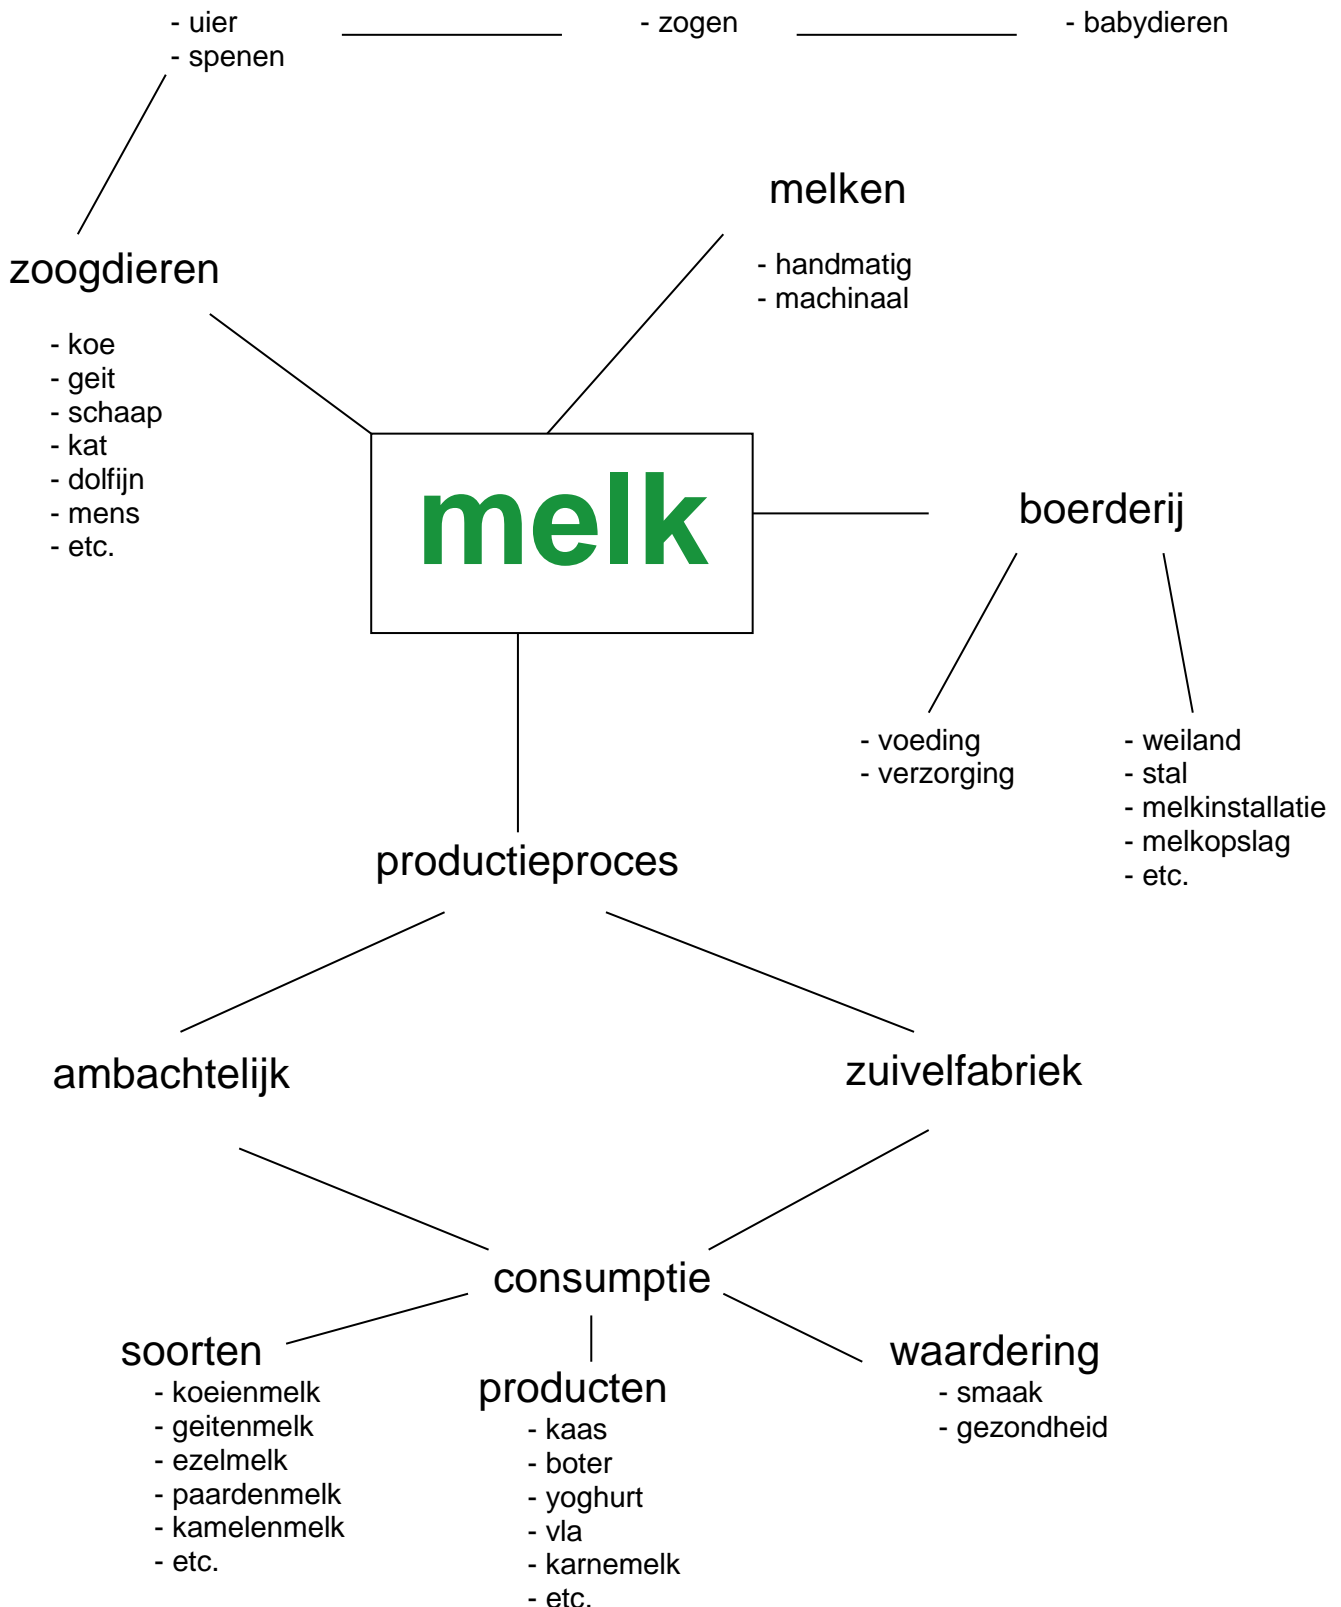 - uier
- spenen
- zogen
- babydieren
melken
- handmatig
- machinaal
zoogdieren
- koe
- geit
- schaap
- kat
- dolfijn
- mens
- etc.
melk
boerderij
- voeding
- verzorging
- weiland
- stal
- melkinstallatie
- melkopslag
- etc.
productieproces
ambachtelijk
zuivelfabriek
consumptie
soorten
- koeienmelk
- geitenmelk
- ezelmelk
- paardenmelk
- kamelenmelk
- etc.
producten
- kaas
- boter
- yoghurt
- vla
- karnemelk
- etc.
waardering
- smaak
- gezondheid